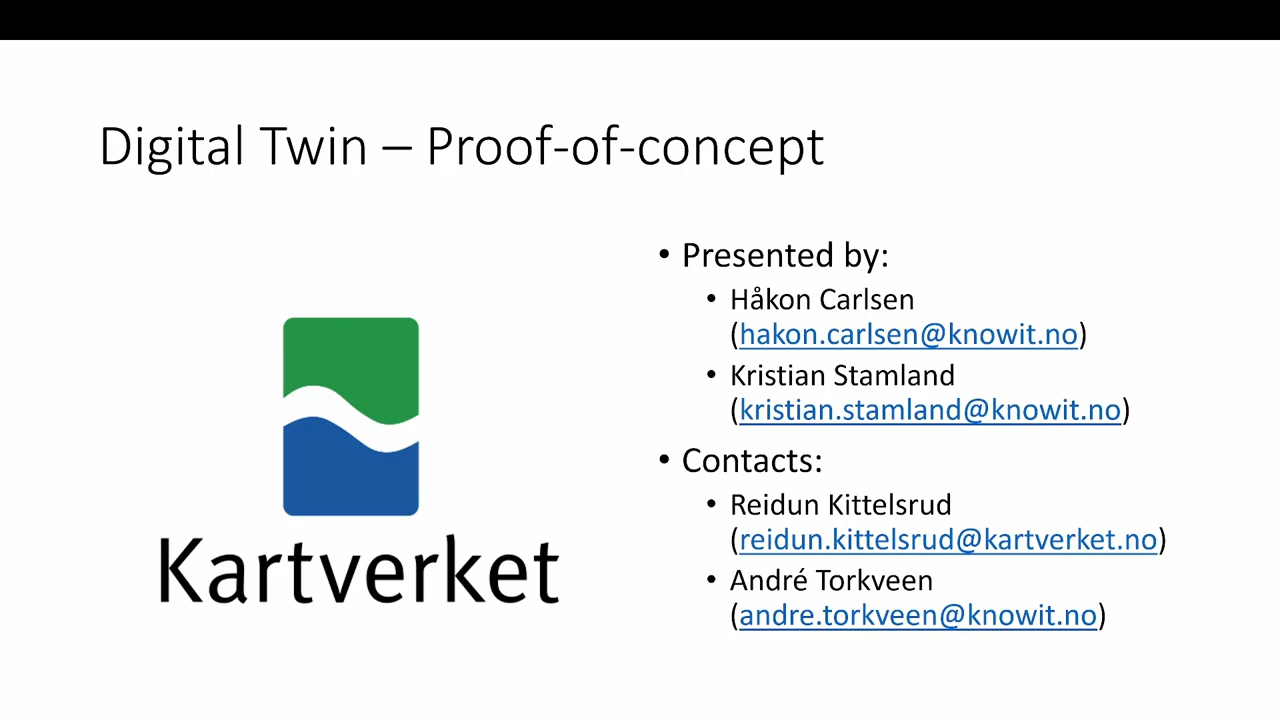 Digital Twin – Proof-of-concept
• Presented by:
• Håkon Carlsen
(hakon.carlsen@knowit.no)
• Kristian Stamland
(kristian.stamland@knowit.no)
• Contacts:
• Reidun Kittelsrud
(reidun.kittelsrud@kartverket.no)
• André Torkveen
(andre.torkveen@knowit.no)
Kartverket